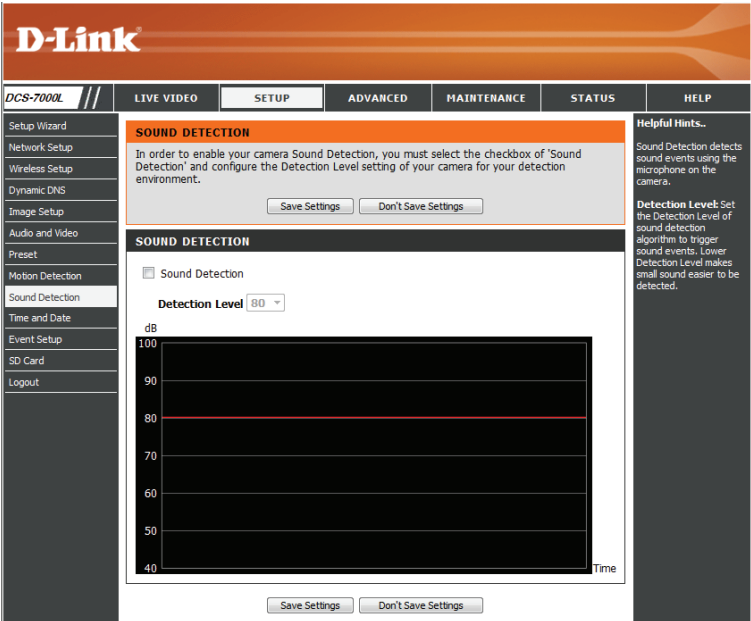 D-Link
DCS-7000L
LIVE VIDEO
SETUP
ADVANCED
MAINTENANCE
STATUS
HELP
Setup Wizard
Network Setup
Wireless Setup
Dynamic DNS
Image Setup
Audio and Video
Preset
Motion Detection
Sound Detection
Time and Date
Event Setup
SD Card
Logout
SOUND DETECTION
In order to enable your camera Sound Detection, you must select the checkbox of 'Sound
Detection' and configure the Detection Level setting of your camera for your detection
environment.
Save Settings
Don't Save Settings
SOUND DETECTION
Sound Detection
Detection Level 80
dB
100
90
80
70
60
50
40
Time
Save Settings
Don't Save Settings
Helpful Hints..
Sound Detection detects
sound events using the
microphone on the
camera.
Detection Level: Set
the Detection Level of
sound detection
algorithm to trigger
sound events. Lower
Detection Level makes
small sound easier to be
detected.